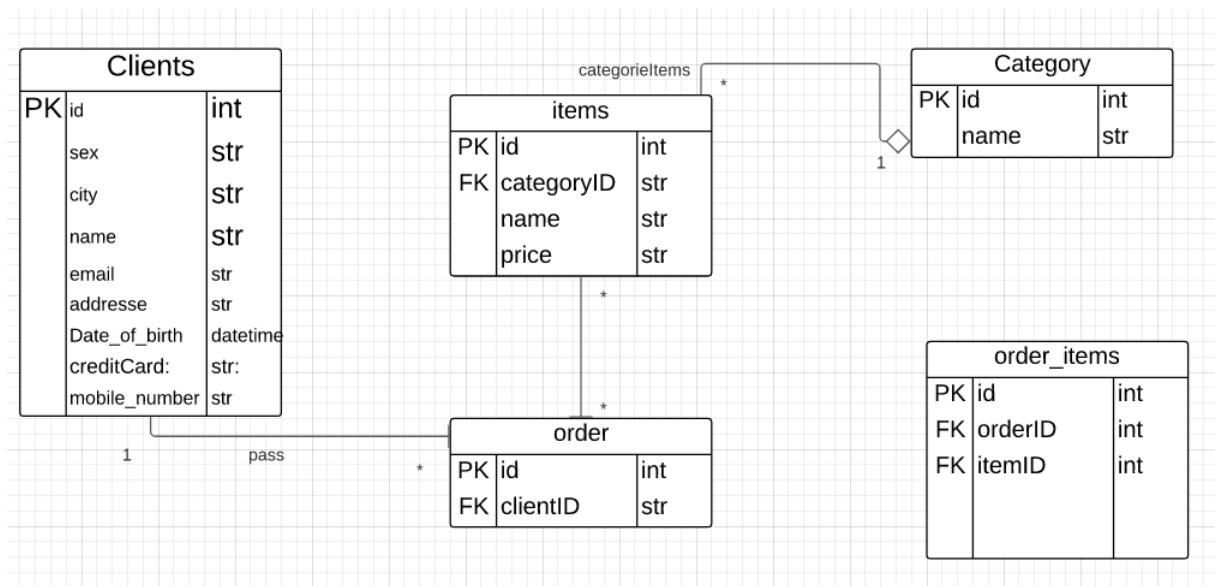 Clients
PK id int
sex str
city str
name str
email str
addresse str
Date_of_birth datetime
creditCard: str:
mobile_number str
categorieItems
*
1
items
PK id int
FK categoryID str
name str
price str
*
*
Category
PK id int
name str
1
pass
*
order
PK id int
FK clientID str
order_items
PK id int
FK orderID int
FK itemID int